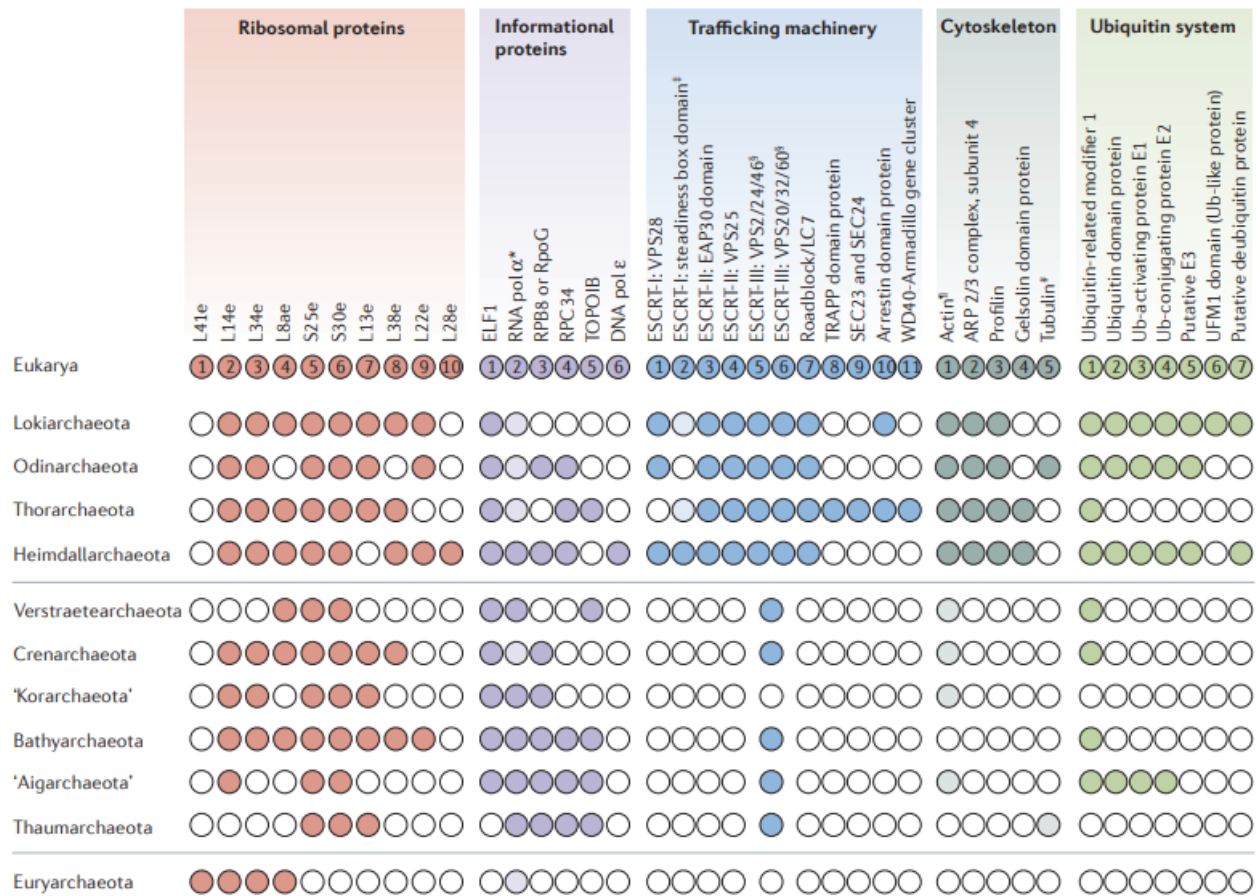 Ribosomal proteins
Informational
proteins
Trafficking machinery
Cytoskeleton
Ubiquitin system
L41e
L14e
L34e
L8ae
S25e
S30e
L13e
L38e
L22e
L28e
ELF1
RNA pol α*
RPB8 or RpoG
RPC34
TOPOIB
DNA pol ε
ESCRT-I: VPS28
ESCRT-I: steadiness box domain‡
ESCRT-II: EAP30 domain
ESCRT-II: VPS25
ESCRT-III: VPS2/24/46§
ESCRT-III: VPS20/32/60§
Roadblock/LC7
TRAPP domain protein
SEC23 and SEC24
Arrestin domain protein
WD40-Armadillo gene cluster
Actin¶
ARP 2/3 complex, subunit 4
Profilin
Gelsolin domain protein
Tubulin#
Ubiquitin-related modifier 1
Ubiquitin domain protein
Ub-activating protein E1
Ub-conjugating protein E2
Putative E3
UFM1 domain (Ub-like protein)
Putative deubiquitin protein
Eukarya 1 2 3 4 5 6 7 8 9 10 1 2 3 4 5 6 1 2 3 4 5 6 7 8 9 10 11 1 2 3 4 5 1 2 3 4 5 6 7
Lokiarchaeota
Odinarchaeota
Thorarchaeota
Heimdallarchaeota
Verstraetearchaeota
Crenarchaeota
'Korarchaeota'
Bathyarchaeota
'Aigarchaeota'
Thaumarchaeota
Euryarchaeota